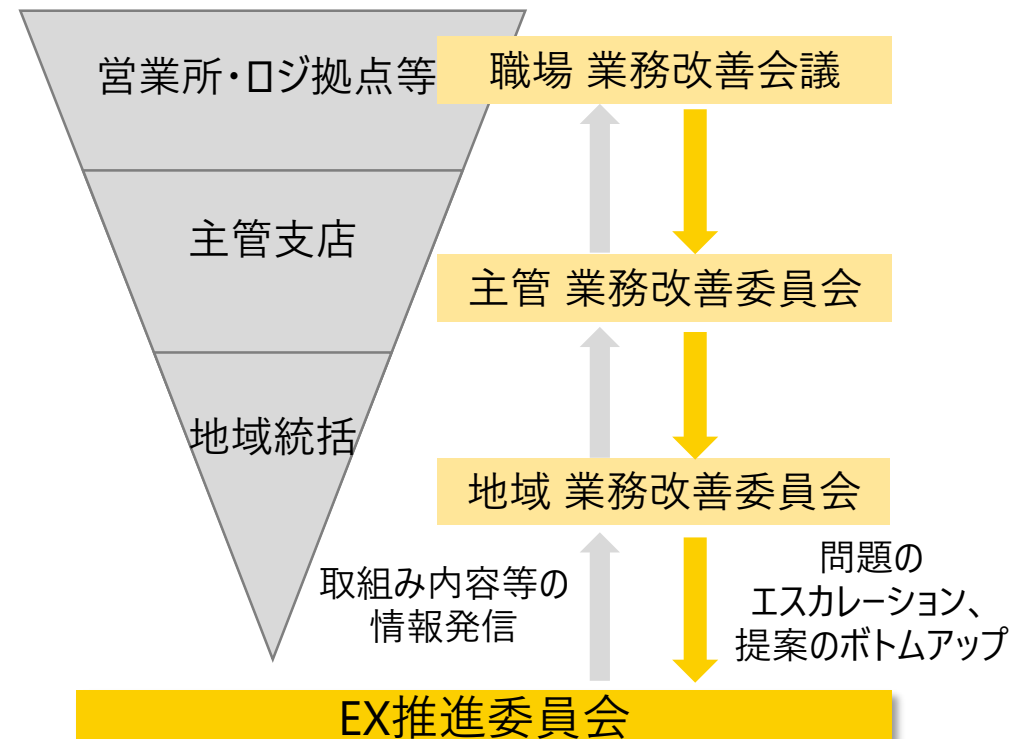 営業所・ロジ拠点等
職場 業務改善会議
主管支店
主管 業務改善委員会
地域統括
地域 業務改善委員会
取組み内容等の
情報発信
問題の
エスカレーション、
提案のボトムアップ
EX推進委員会